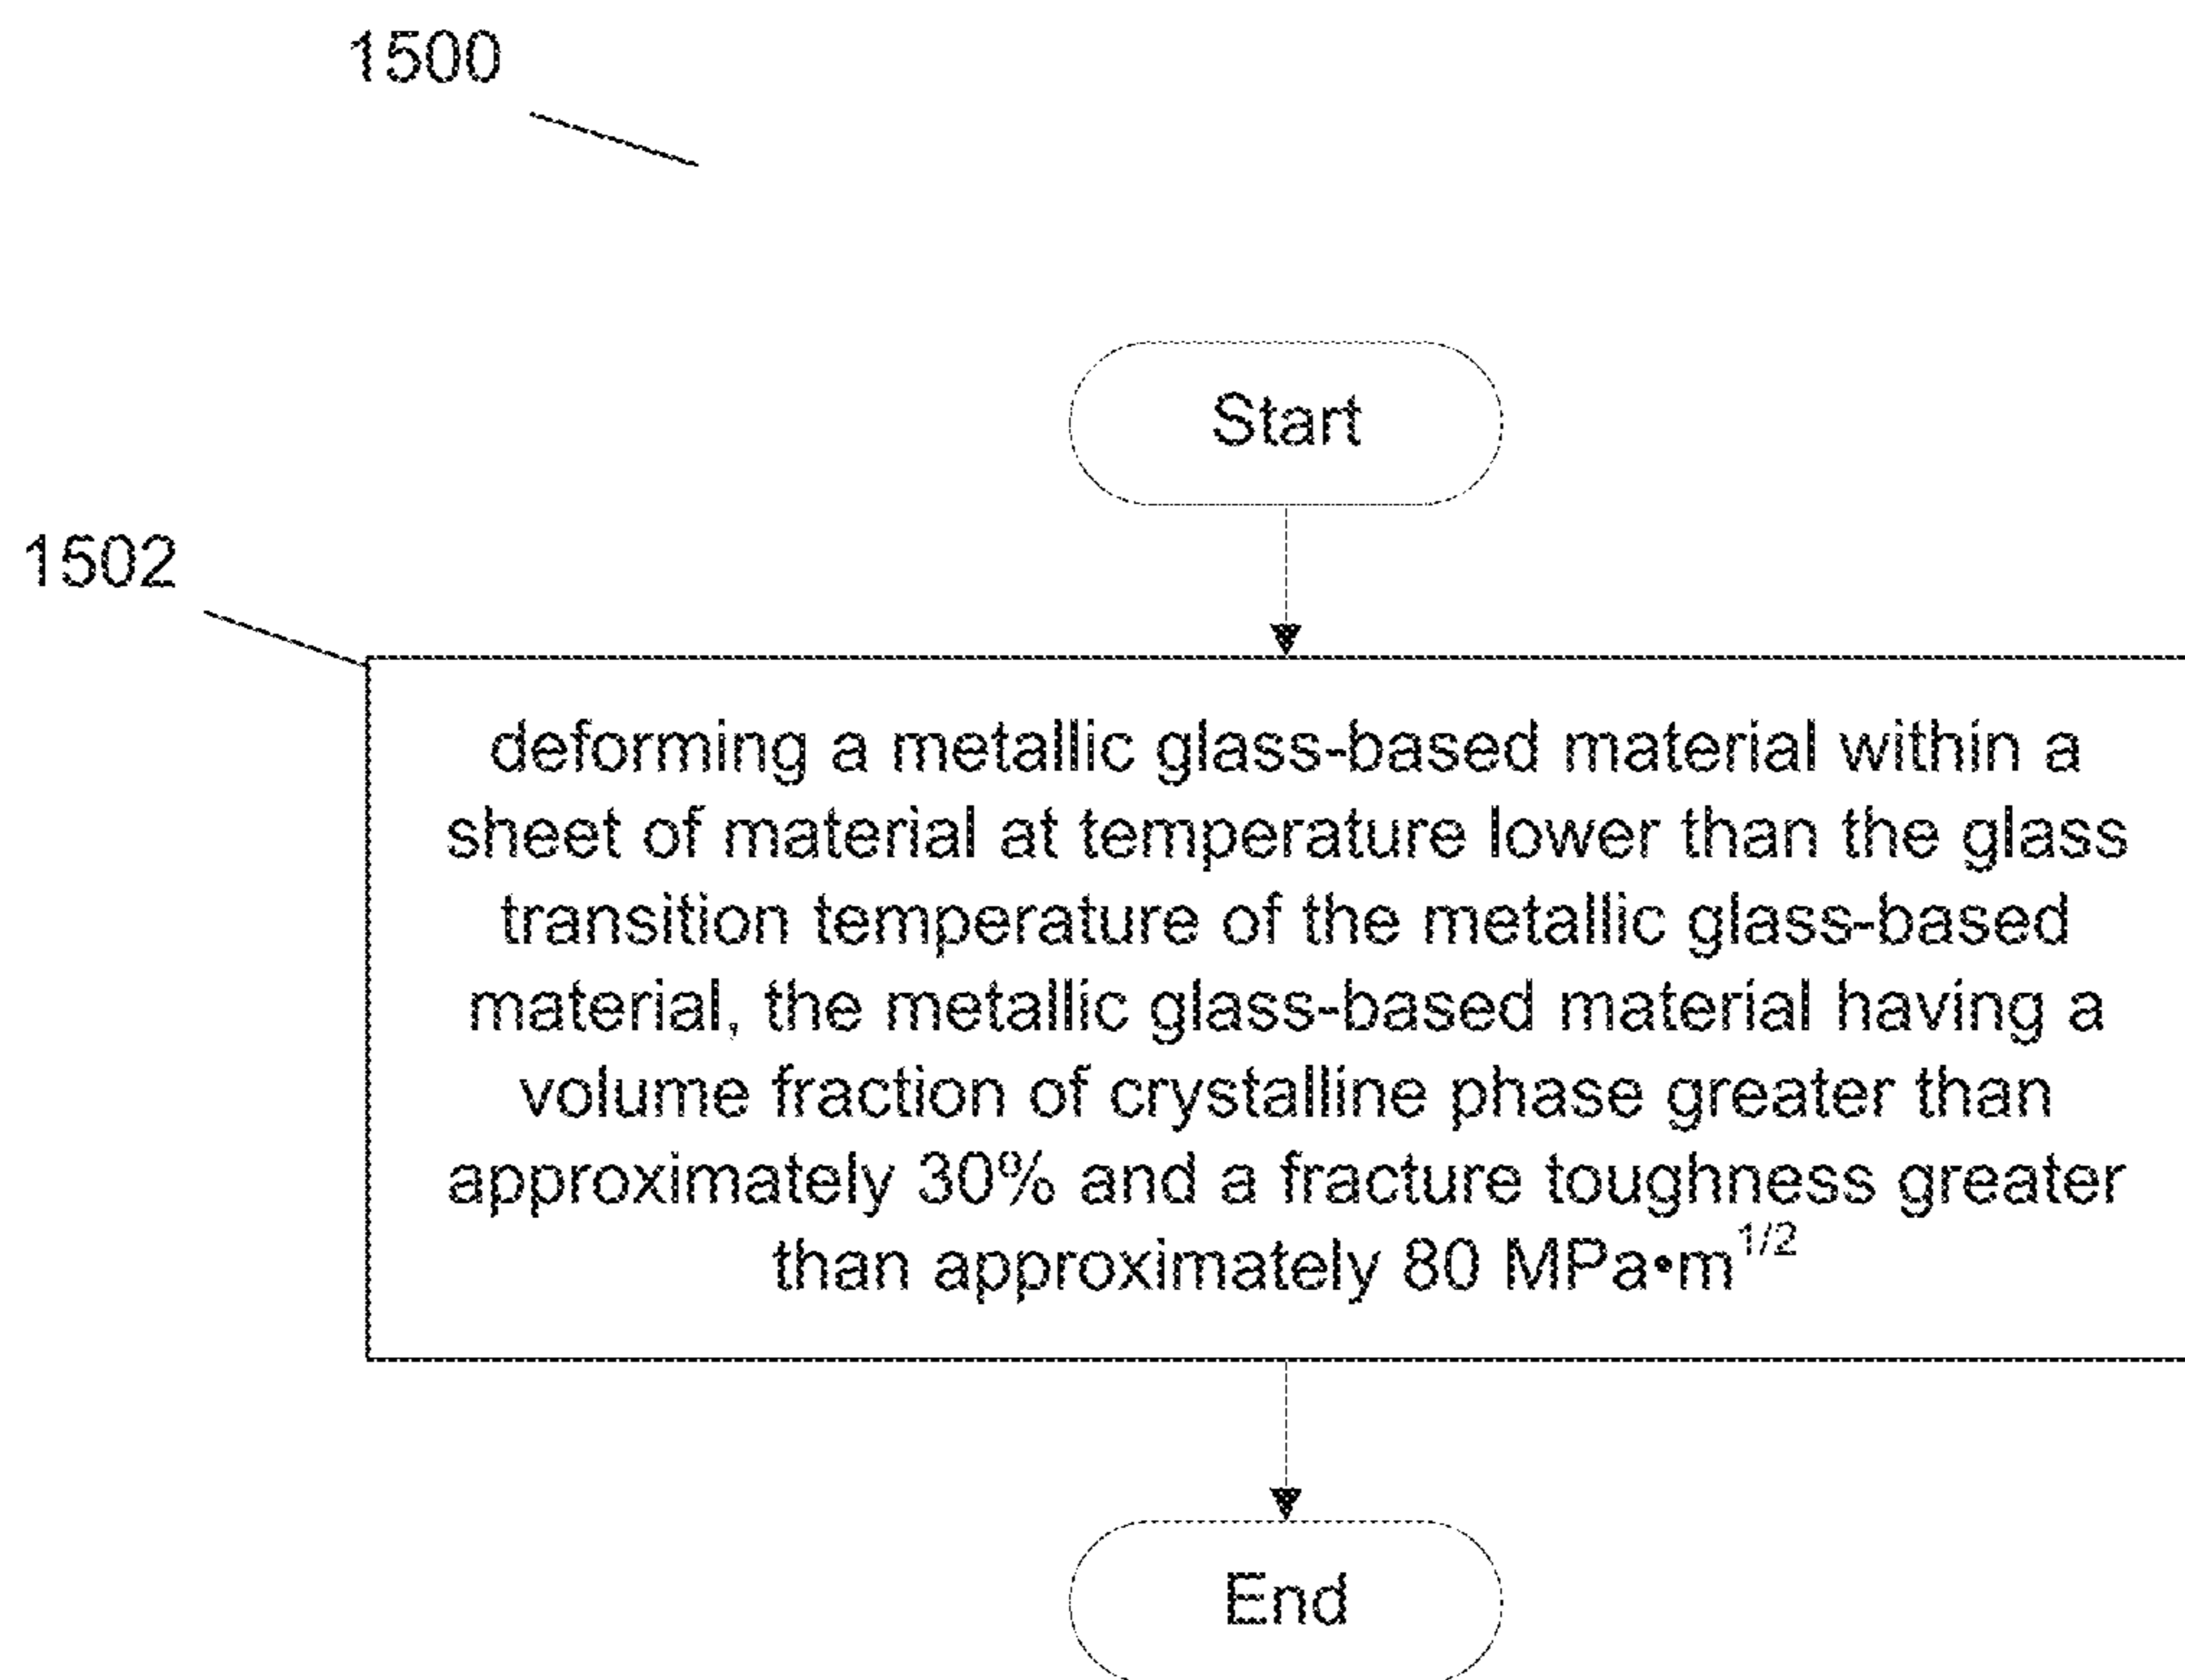 1500
Start
1502
deforming a metallic glass-based material within a
sheet of material at temperature lower than the glass
transition temperature of the metallic glass-based
material, the metallic glass-based material having a
volume fraction of crystalline phase greater than
approximately 30% and a fracture toughness greater
than approximately 80 MPa•m^1/2
End